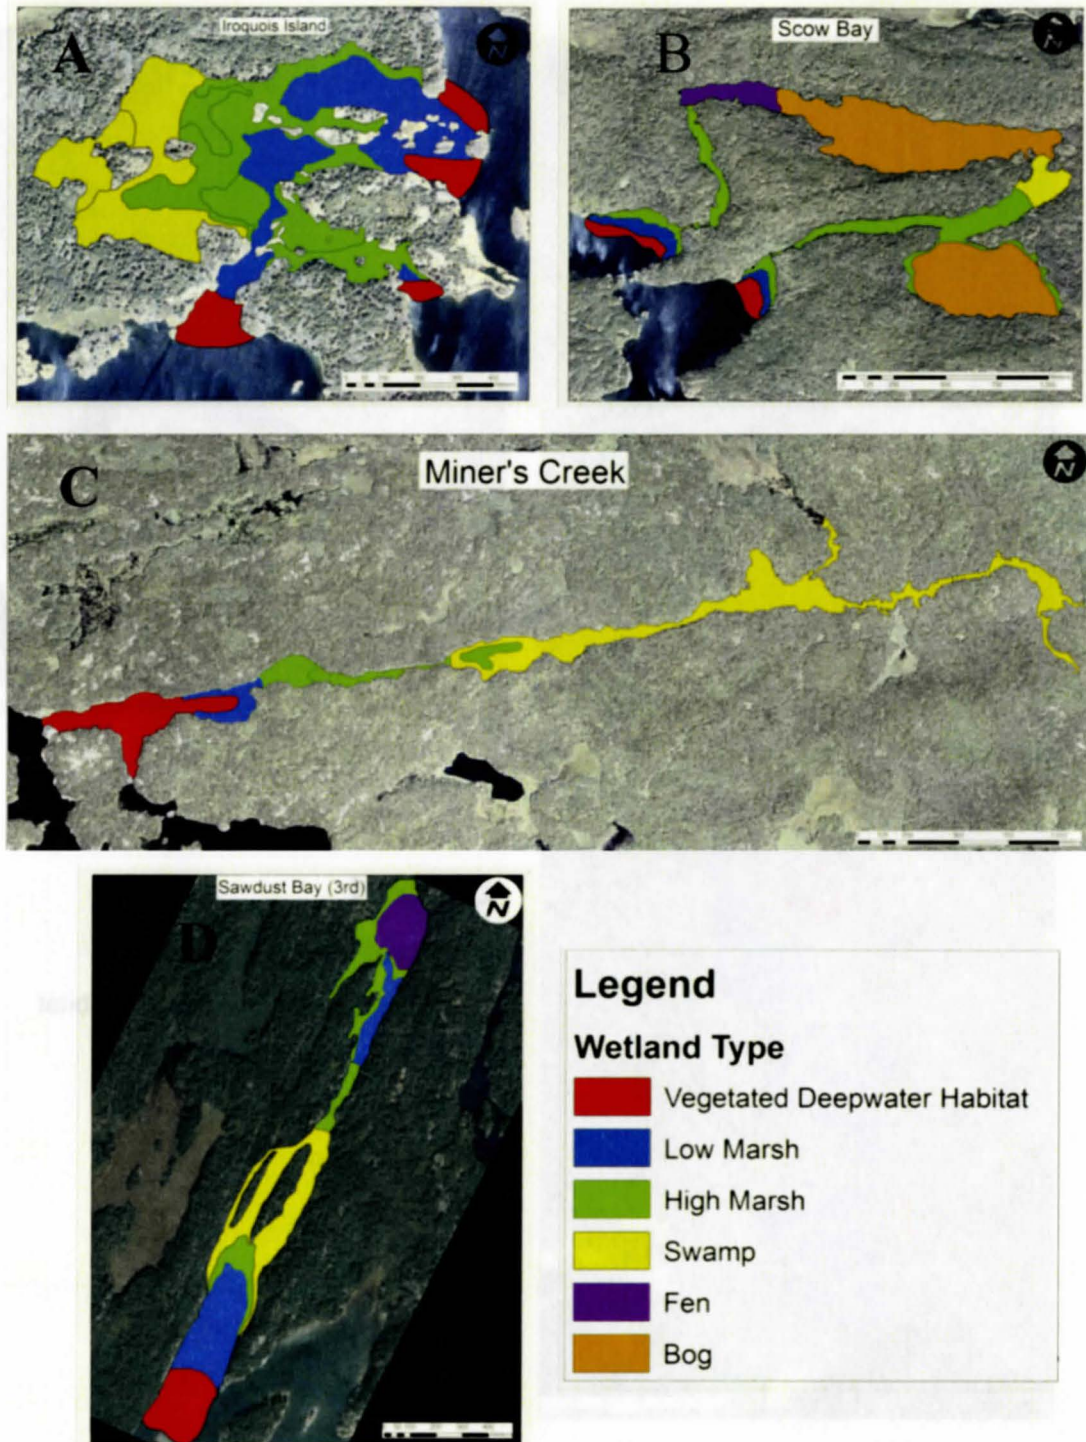 A
Iroquois Island
N
B
Scow Bay
N
C
Miner's Creek
N
D
Sawdust Bay (3rd)
N
Legend
Wetland Type
Vegetated Deepwater Habitat
Low Marsh
High Marsh
Swamp
Fen
Bog